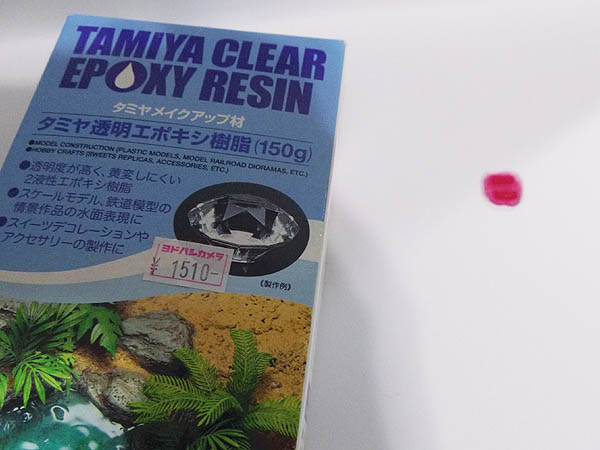 TAMIYA CLEAR
EPOXY RESIN
タミヤメイクアップ材
タミヤ透明エポキシ樹脂(150g)
●MODEL CONSTRUCTION (PLASTIC MODELS, MODEL RAILROAD DIORAMAS, ETC.)
●HOBBY CRAFTS (SWEETS REPLICAS, ACCESSORIES, ETC.)
●透明度が高く、黄変しにくい
2液性エポキシ樹脂
●スケールモデル、鉄道模型の
情景作品の水面表現に
●スイーツデコレーションや
アクセサリーの製作に
ヨドバシカメラ
¥ 1510-
《製作例》